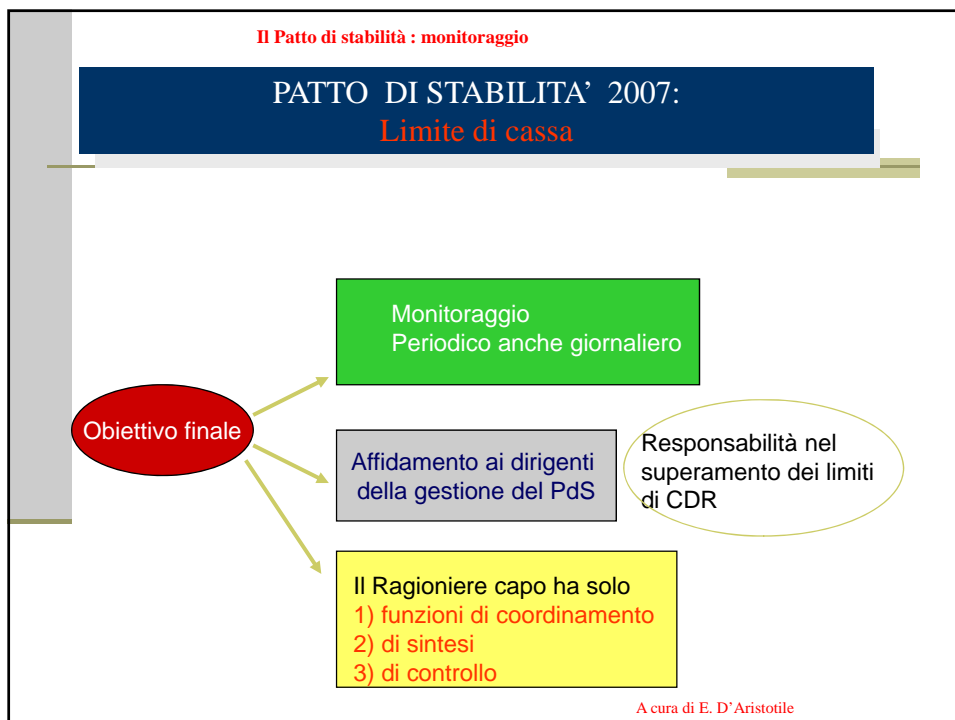 Il Patto di stabilità : monitoraggio
PATTO DI STABILITA’ 2007:
Limite di cassa
Monitoraggio
Periodico anche giornaliero
Obiettivo finale
Affidamento ai dirigenti
della gestione del PdS
Responsabilità nel
superamento dei limiti
di CDR
Il Ragioniere capo ha solo
1) funzioni di coordinamento
2) di sintesi
3) di controllo
A cura di E. D’Aristotile